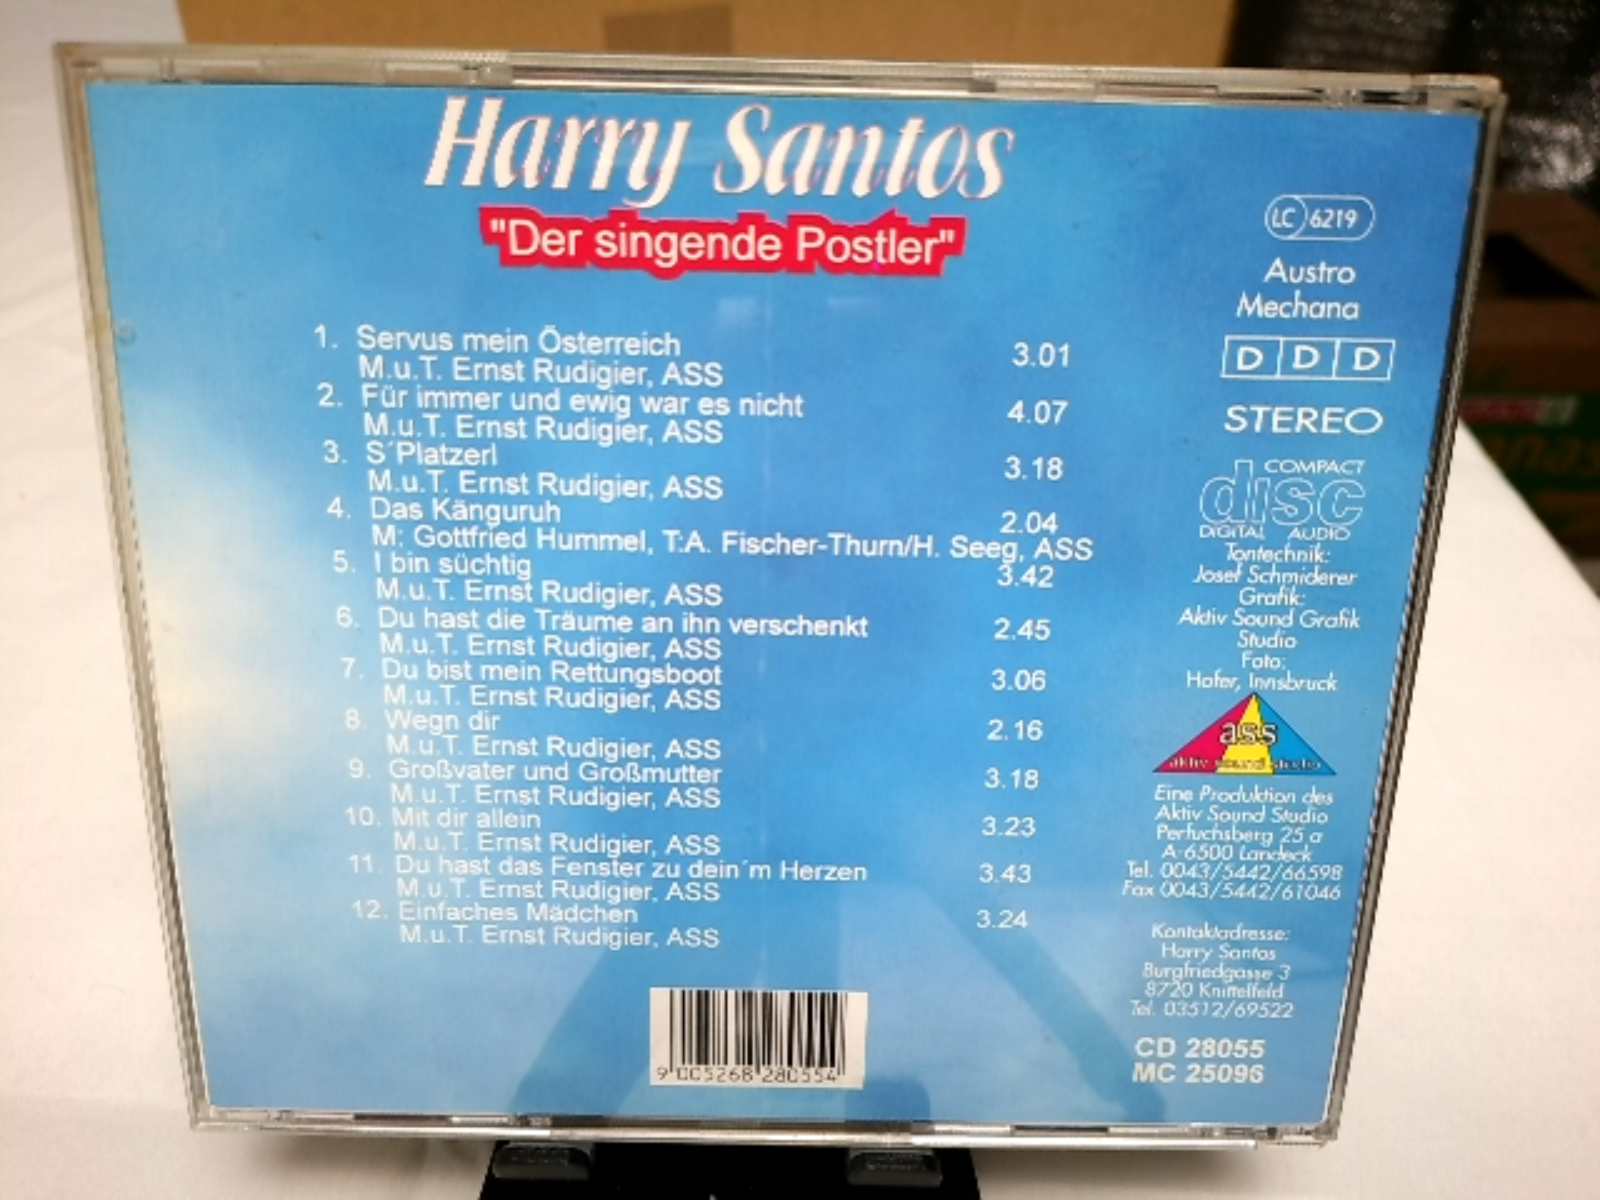 Harry Santos
"Der singende Postler"
1. Servus mein Österreich 3.01
M.u.T. Ernst Rudigier, ASS
2. Für immer und ewig war es nicht 4.07
M.u.T. Ernst Rudigier, ASS
3. S´Platzerl 3.18
M.u.T. Ernst Rudigier, ASS
4. Das Känguruh 2.04
M: Gottfried Hummel, T:A. Fischer-Thurn/H. Seeg, ASS
5. I bin süchtig 3.42
M.u.T. Ernst Rudigier, ASS
6. Du hast die Träume an ihn verschenkt 2.45
M.u.T. Ernst Rudigier, ASS
7. Du bist mein Rettungsboot 3.06
M.u.T. Ernst Rudigier, ASS
8. Wegn dir 2.16
M.u.T. Ernst Rudigier, ASS
9. Großvater und Großmutter 3.18
M.u.T. Ernst Rudigier, ASS
10. Mit dir allein 3.23
M.u.T. Ernst Rudigier, ASS
11. Du hast das Fenster zu dein´m Herzen 3.43
M.u.T. Ernst Rudigier, ASS
12. Einfaches Mädchen 3.24
M.u.T. Ernst Rudigier, ASS
9 005268 280554
LC 6219
Austro
Mechana
D D D
STEREO
COMPACT
disc
DIGITAL AUDIO
Tontechnik:
Josef Schmiderer
Grafik:
Aktiv Sound Grafik
Studio
Foto:
Hofer, Innsbruck
ass
aktiv sound studio
Eine Produktion des
Aktiv Sound Studio
Perfuchsberg 25 a
A-6500 Landeck
Tel. 0043/5442/66598
Fax 0043/5442/61046
Kontaktadresse:
Harry Santos
Burgfriedgasse 3
8720 Knittelfeld
Tel. 03512/69522
CD 28055
MC 25096